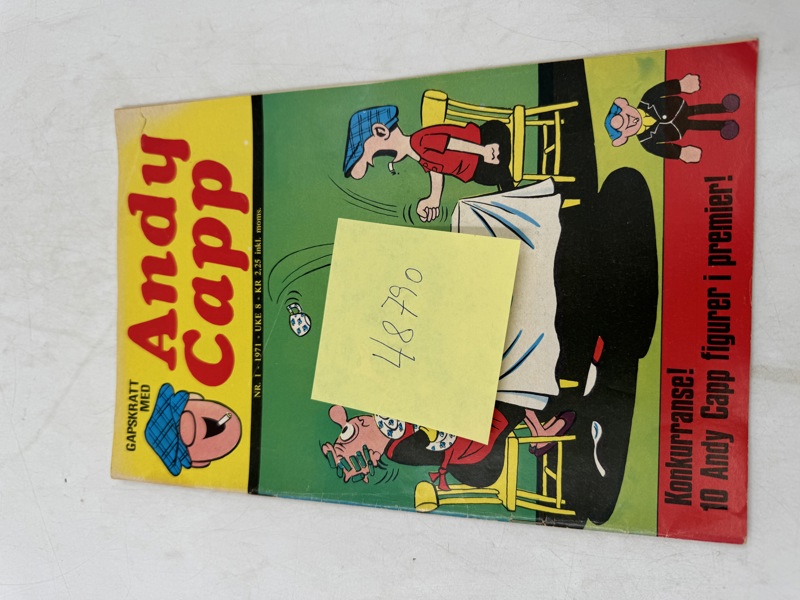 GAPSKRATT
MED
Andy
Capp
NR. 1 - 1971 - UKE 8 - KR 2,25 inkl. moms.
48790
Konkurranse!
10 Andy Capp figurer i premier!